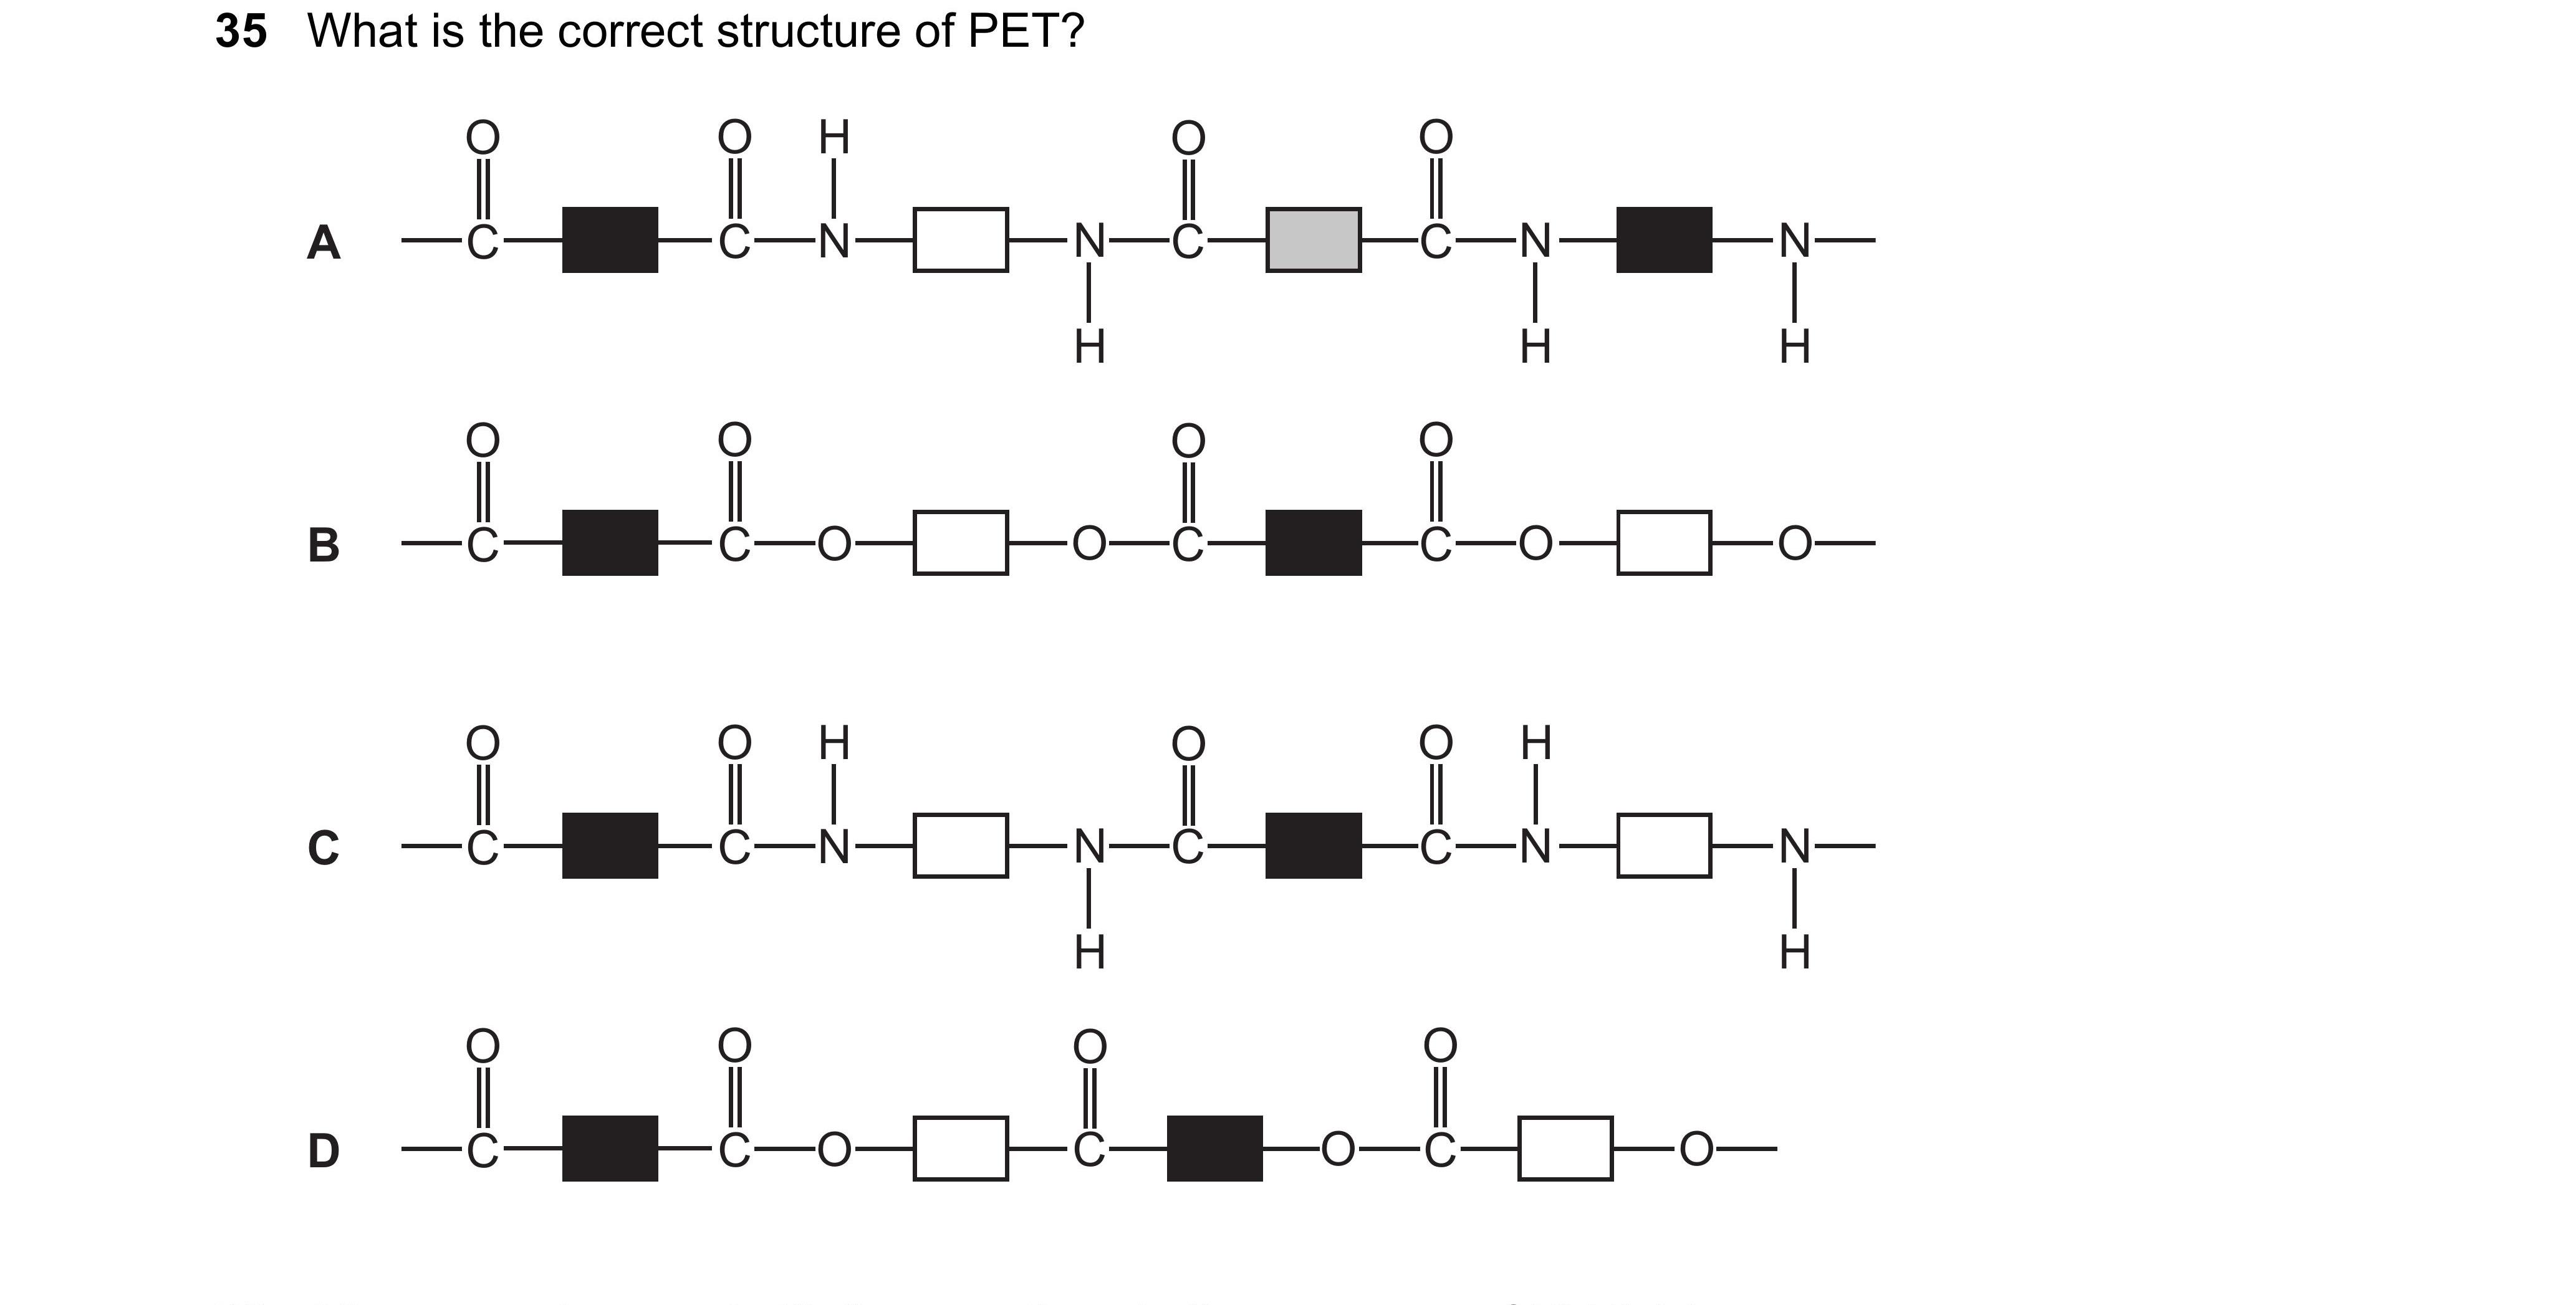 35 What is the correct structure of PET?
O O H O O
A C C N N C C N N
H H H
O O O O
B C C O O C C O O
O O H O O H
C C C N N C C N N
H H
O O O O
D C C O C O C O